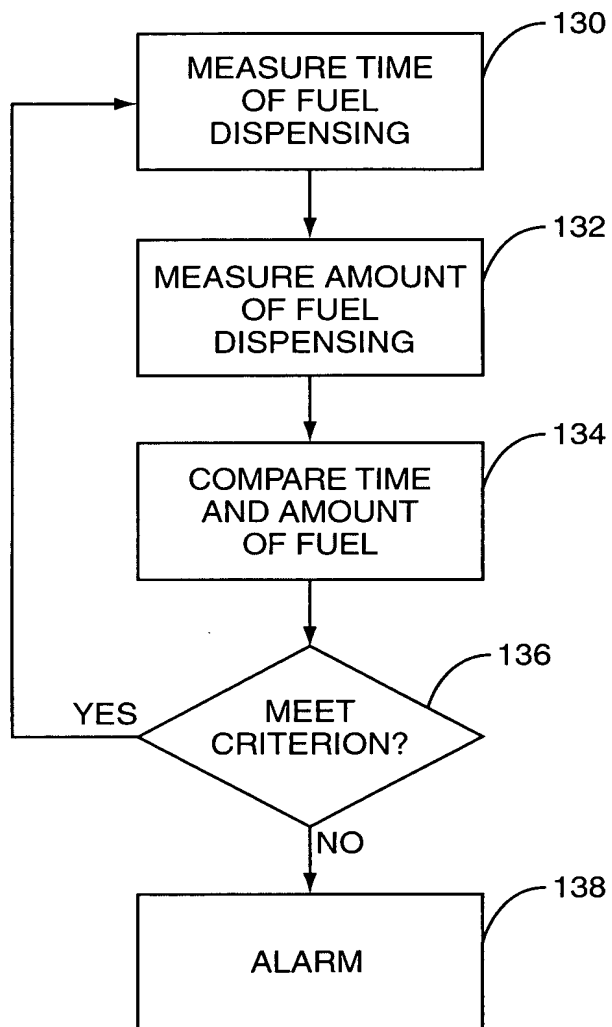 130
MEASURE TIME
OF FUEL
DISPENSING
132
MEASURE AMOUNT
OF FUEL
DISPENSING
134
COMPARE TIME
AND AMOUNT
OF FUEL
136
YES
MEET
CRITERION?
NO
138
ALARM